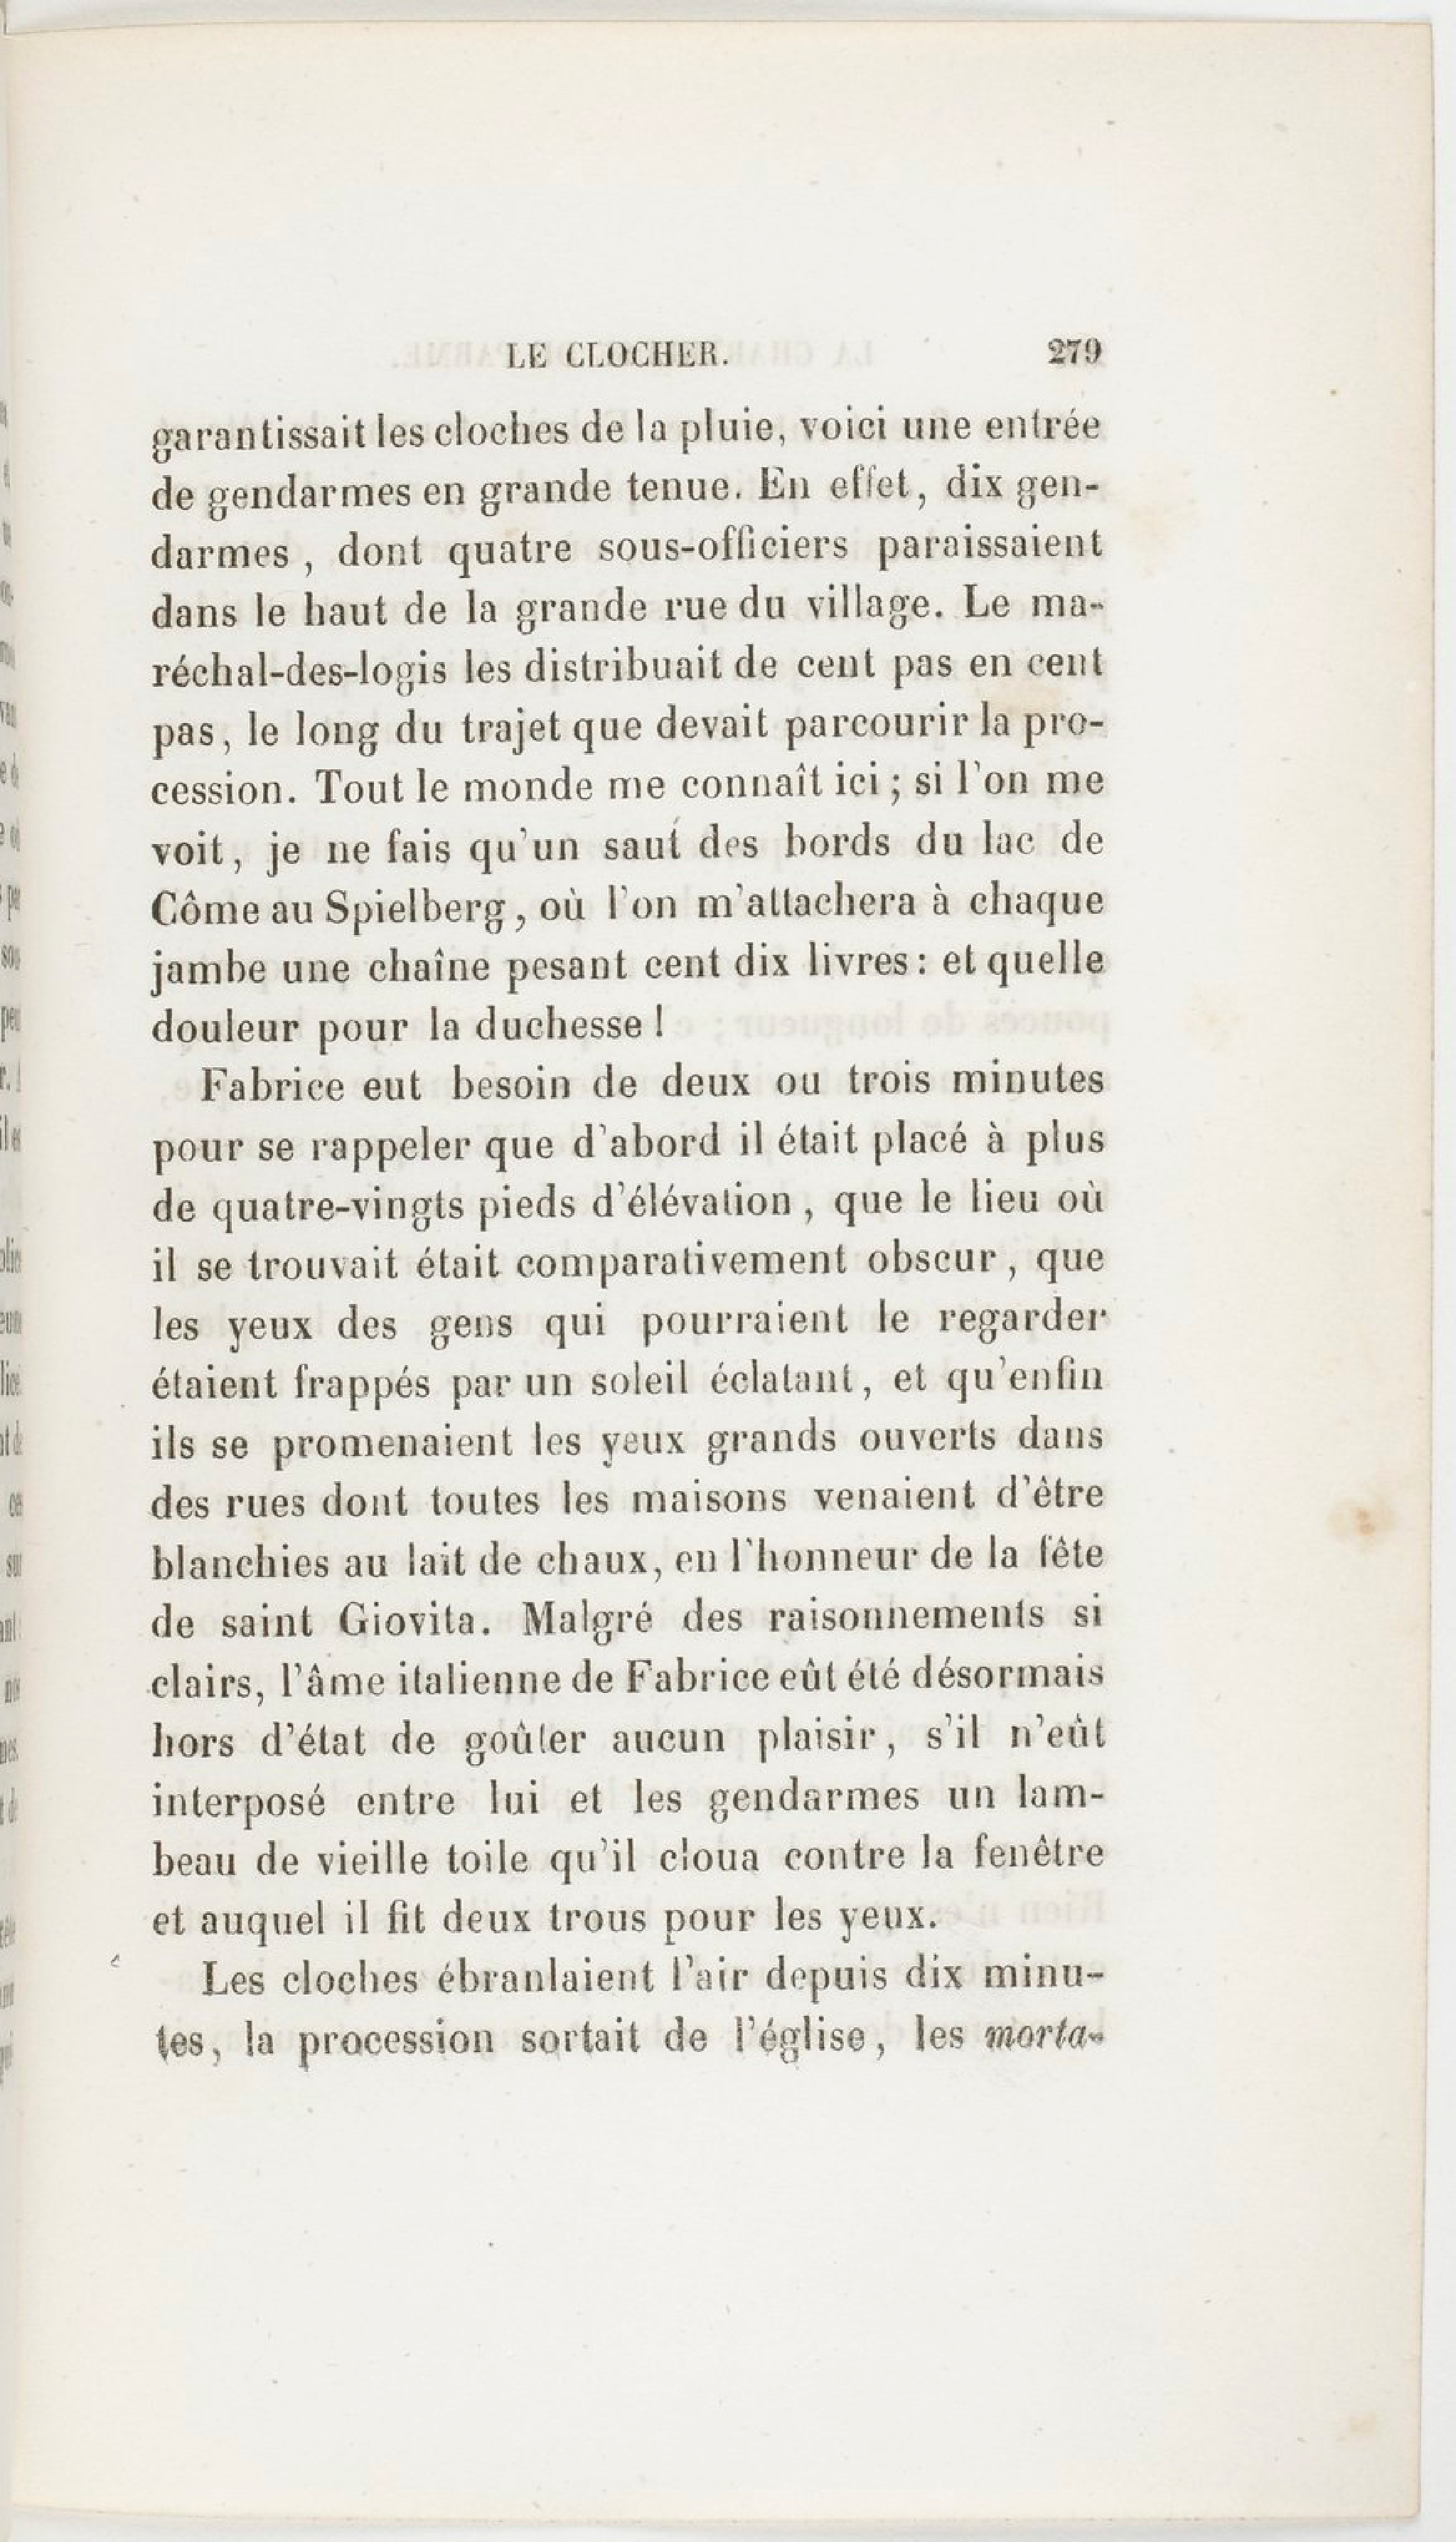 LE CLOCHER. 279
garantissait les cloches de la pluie, voici une entrée
de gendarmes en grande tenue. En effet, dix gen-
darmes, dont quatre sous-officiers paraissaient
dans le haut de la grande rue du village. Le ma-
réchal-des-logis les distribuait de cent pas en cent
pas, le long du trajet que devait parcourir la pro-
cession. Tout le monde me connaît ici ; si l'on me
voit, je ne fais qu'un saut des bords du lac de
Côme au Spielberg, où l'on m'attachera à chaque
jambe une chaîne pesant cent dix livres : et quelle
douleur pour la duchesse !
Fabrice eut besoin de deux ou trois minutes
pour se rappeler que d'abord il était placé à plus
de quatre-vingts pieds d'élévation, que le lieu où
il se trouvait était comparativement obscur, que
les yeux des gens qui pourraient le regarder
étaient frappés par un soleil éclatant, et qu'enfin
ils se promenaient les yeux grands ouverts dans
des rues dont toutes les maisons venaient d'être
blanchies au lait de chaux, en l'honneur de la fête
de saint Giovita. Malgré des raisonnements si
clairs, l'âme italienne de Fabrice eût été désormais
hors d'état de goûter aucun plaisir, s'il n'eût
interposé entre lui et les gendarmes un lam-
beau de vieille toile qu'il cloua contre la fenêtre
et auquel il fit deux trous pour les yeux.
Les cloches ébranlaient l'air depuis dix minu-
tes, la procession sortait de l'église, les morta-